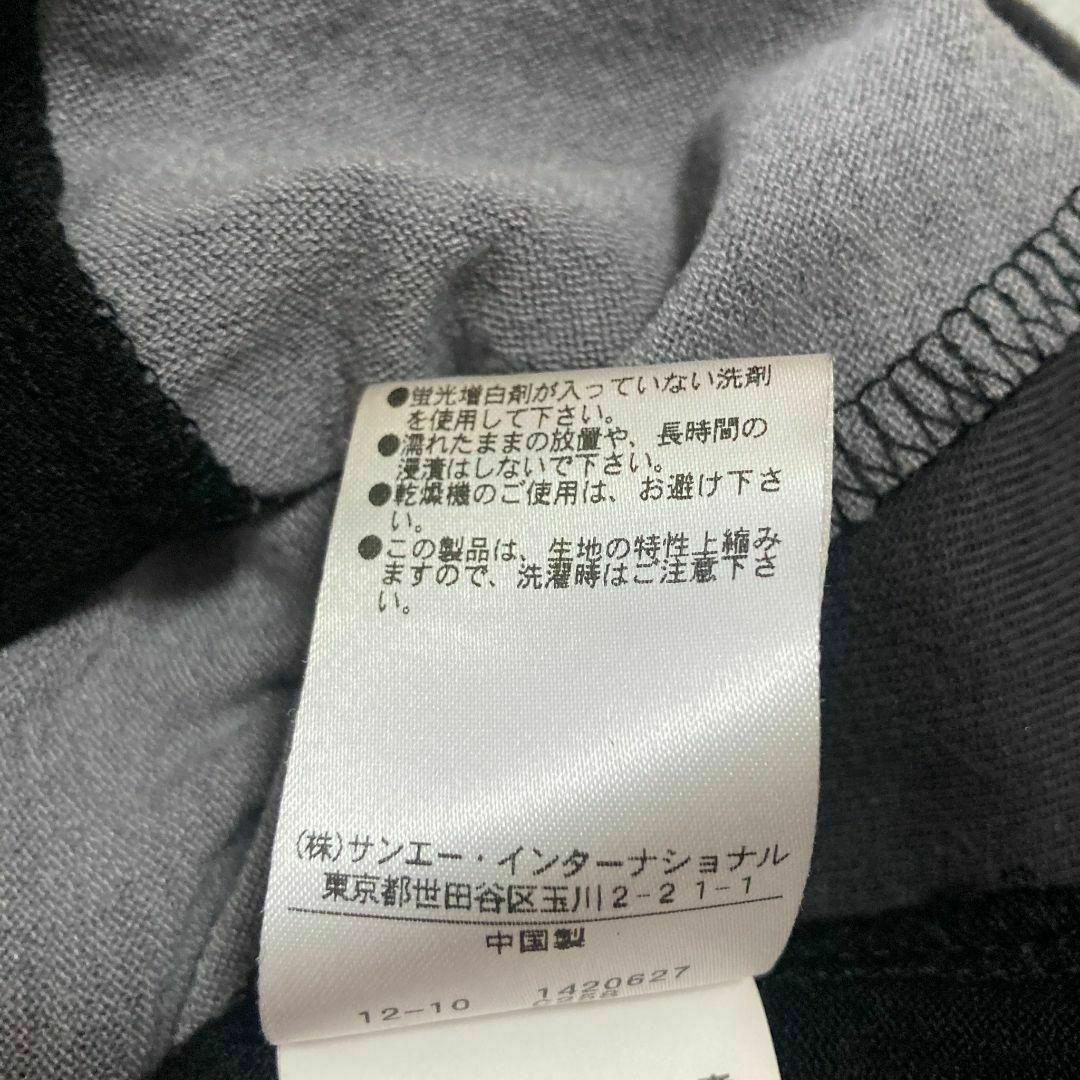 ●蛍光増白剤が入っていない洗剤
を使用して下さい。
●濡れたままの放置や、長時間の
浸漬はしないで下さい。
●乾燥機のご使用は、お避け下さ
い。
●この製品は、生地の特性上縮み
ますので、洗濯時はご注意下さ
い。
(株)サンエー・インターナショナル
東京都世田谷区玉川2-21-1
中国製
12-10 1420627